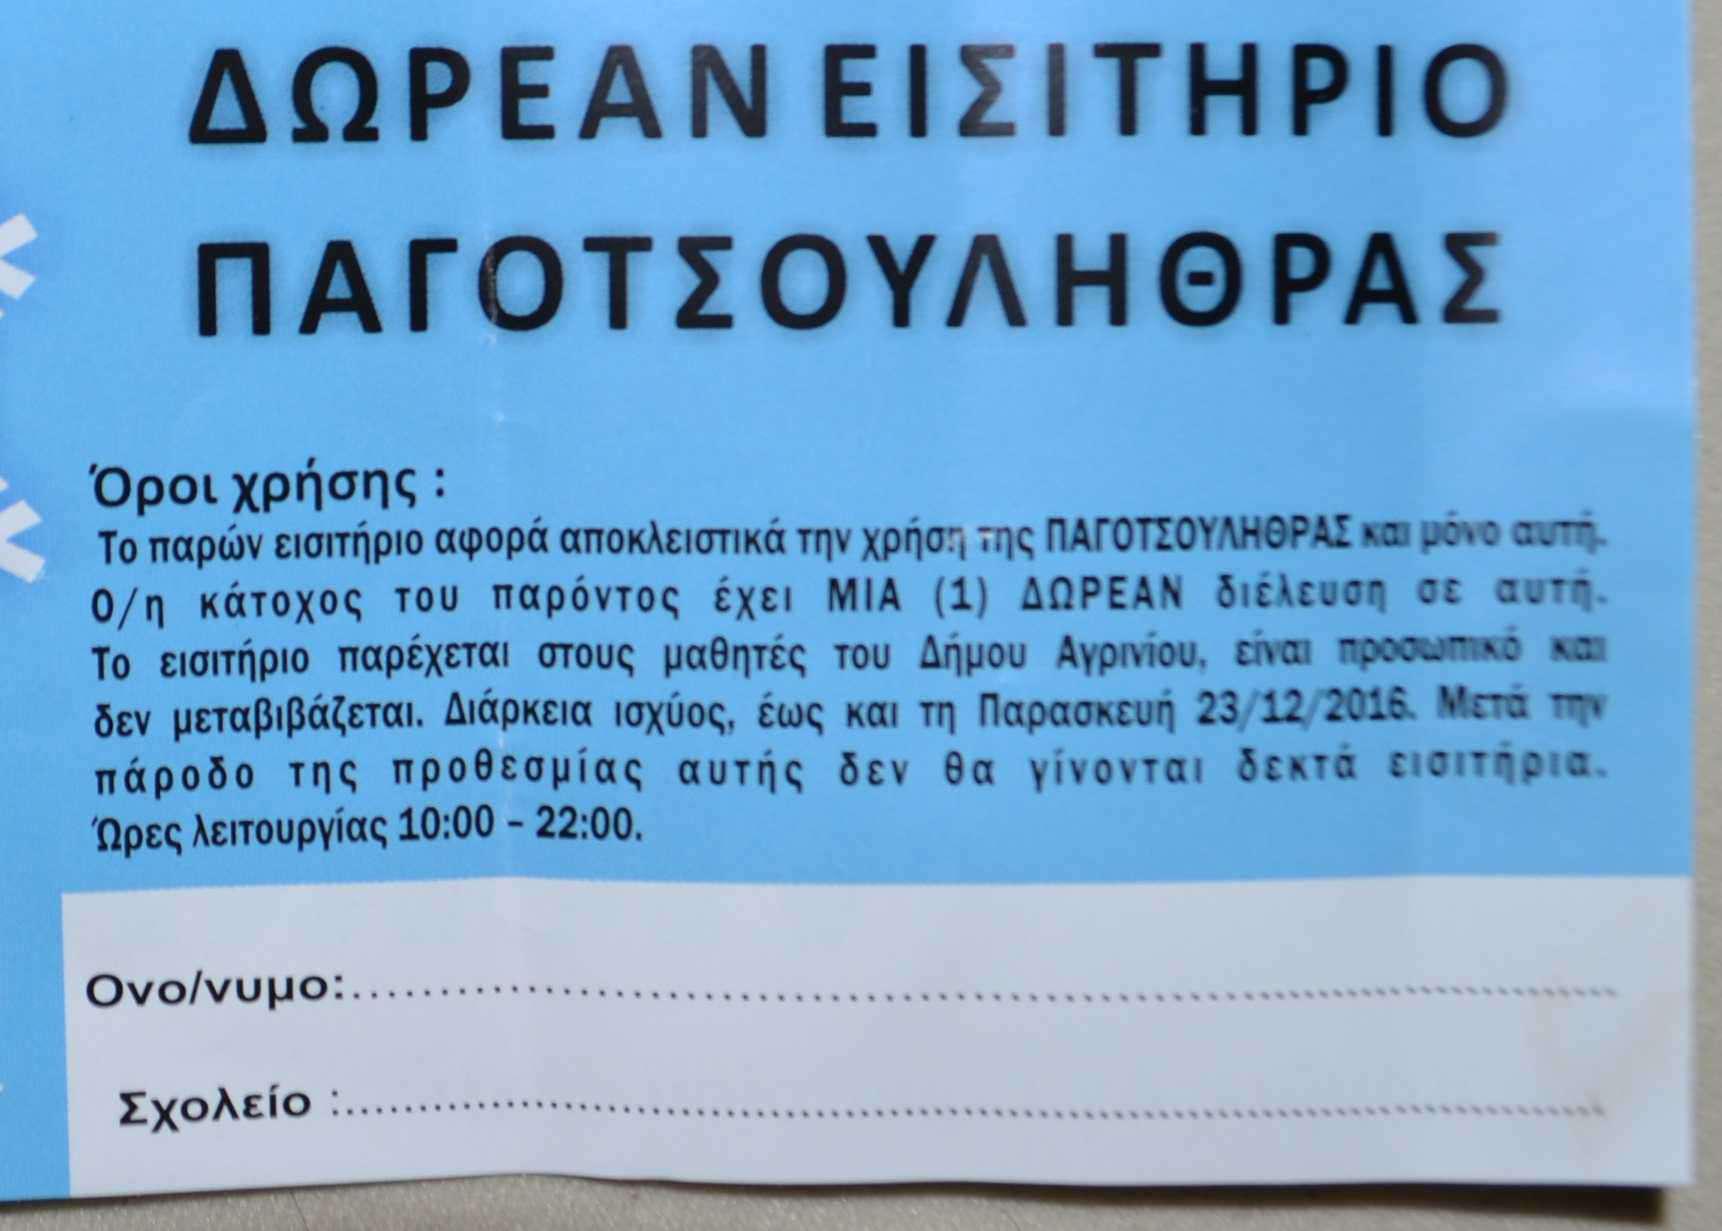 ΔΩΡΕΑΝ ΕΙΣΙΤΗΡΙΟ
ΠΑΓΟΤΣΟΥΛΗΘΡΑΣ
Όροι χρήσης :
Το παρών εισιτήριο αφορά αποκλειστικά την χρήση της ΠΑΓΟΤΣΟΥΛΗΘΡΑΣ και μόνο αυτή.
Ο/η κάτοχος του παρόντος έχει ΜΙΑ (1) ΔΩΡΕΑΝ διέλευση σε αυτή.
Το εισιτήριο παρέχεται στους μαθητές του Δήμου Αγρινίου, είναι προσωπικό και
δεν μεταβιβάζεται. Διάρκεια ισχύος, έως και τη Παρασκευή 23/12/2016. Μετά την
πάροδο της προθεσμίας αυτής δεν θα γίνονται δεκτά εισιτήρια.
Ώρες λειτουργίας 10:00 – 22:00.
Ονο/νυμο:......................................................................................
Σχολείο :......................................................................................